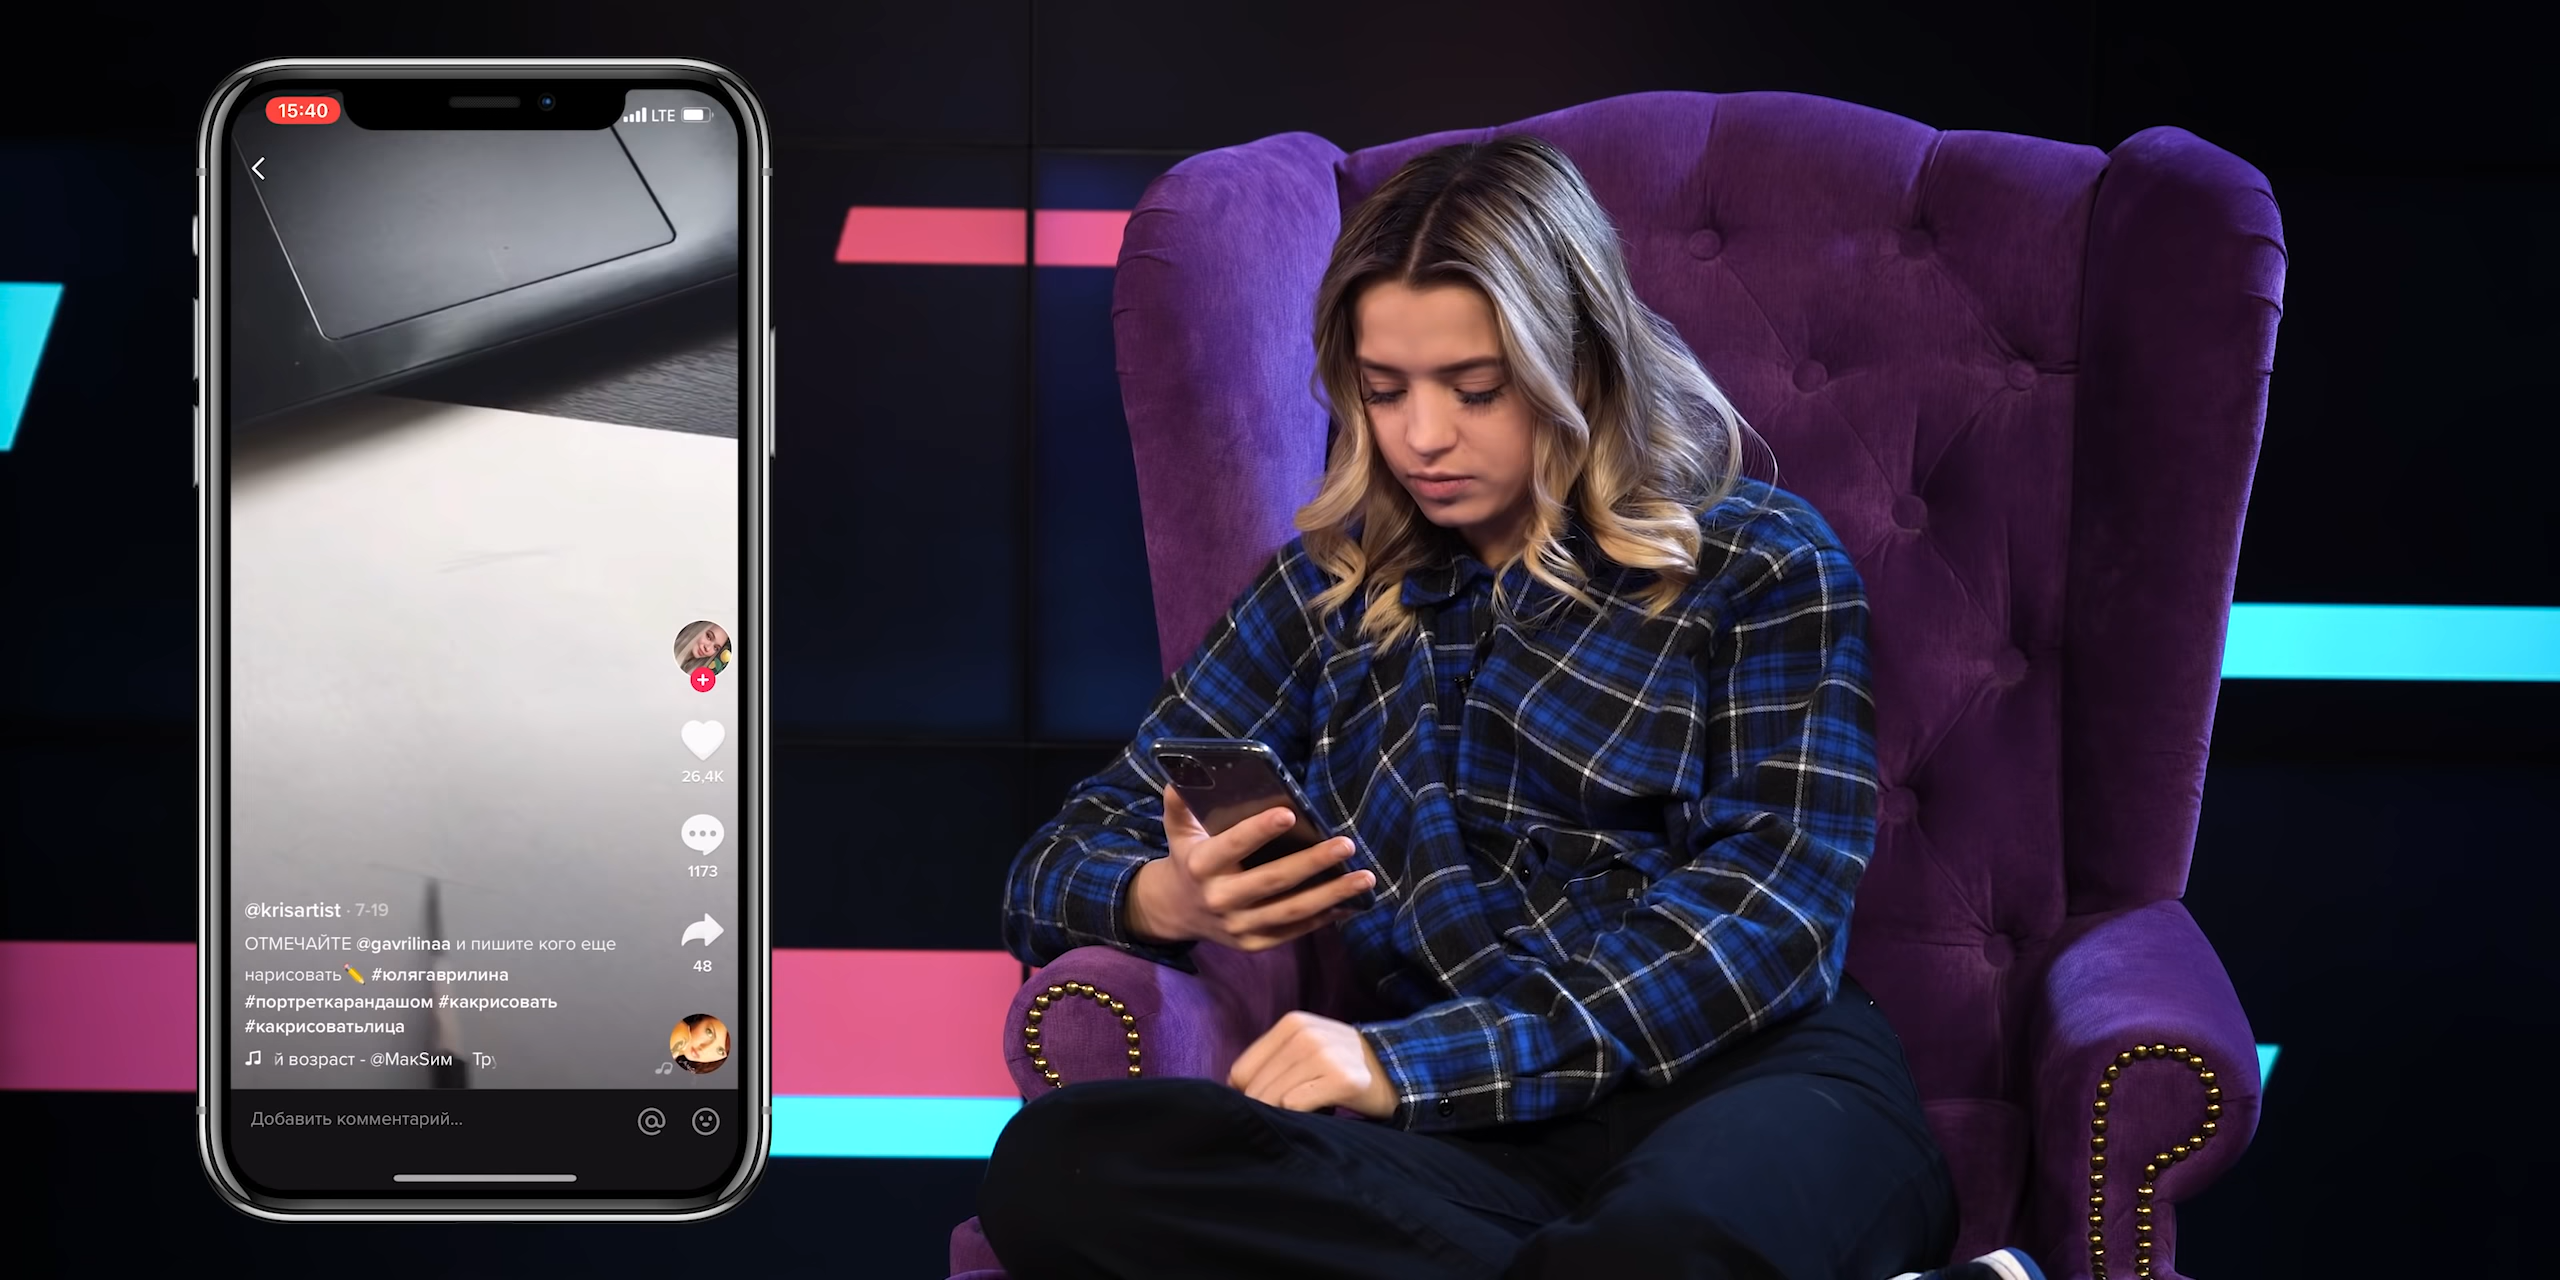 15:40
LTE
26,4K
1173
48
@krisartist · 7-19
ОТМЕЧАЙТЕ @gavrilinaa и пишите кого еще
нарисовать✏️ #юлягаврилина
#портреткарандашом #какрисовать
#какрисоватьлица
й возраст - @МакSим Тру
Добавить комментарий...